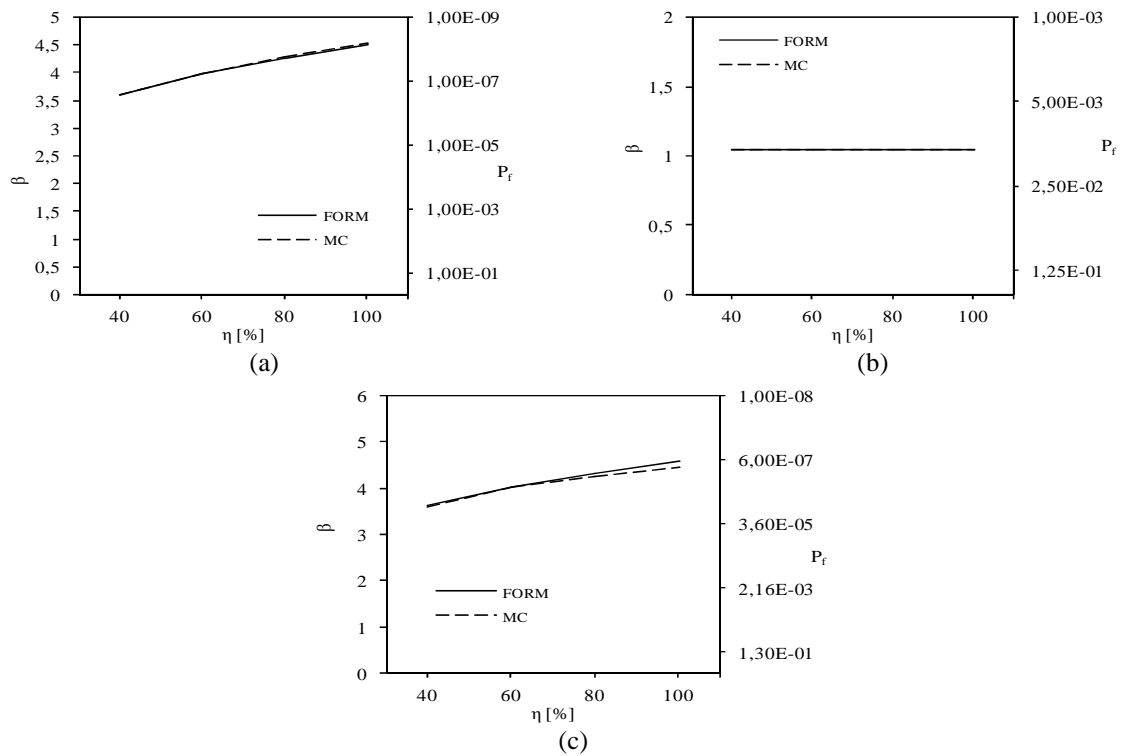 5
4,5
4
3,5
3
2,5
2
1,5
1
0,5
0
β
1,00E-09
1,00E-07
1,00E-05
1,00E-03
1,00E-01
Pf
FORM
MC
40 60 80 100
η [%]
(a)
2
1,5
1
0,5
0
β
1,00E-03
5,00E-03
2,50E-02
1,25E-01
Pf
FORM
MC
40 60 80 100
η [%]
(b)
6
5
4
3
2
1
0
β
1,00E-08
6,00E-07
3,60E-05
2,16E-03
1,30E-01
Pf
FORM
MC
40 60 80 100
η [%]
(c)